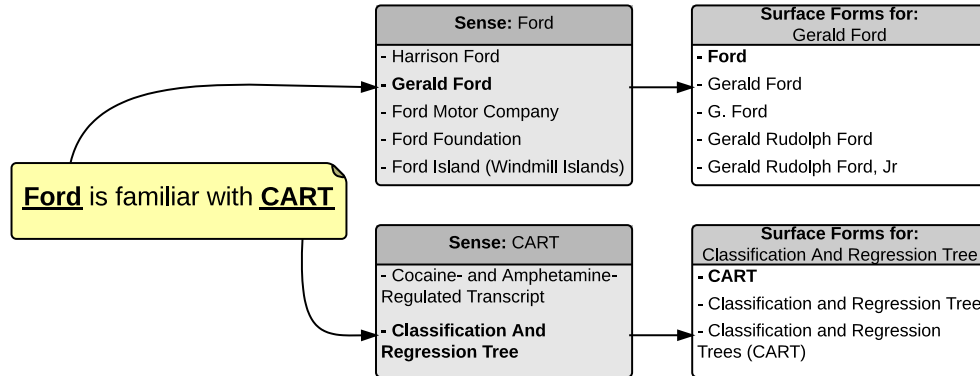 Sense: Ford
- Harrison Ford
- Gerald Ford
- Ford Motor Company
- Ford Foundation
- Ford Island (Windmill Islands)
Surface Forms for:
Gerald Ford
- Ford
- Gerald Ford
- G. Ford
- Gerald Rudolph Ford
- Gerald Rudolph Ford, Jr
Ford is familiar with CART
Sense: CART
- Cocaine- and Amphetamine-
Regulated Transcript
- Classification And
Regression Tree
Surface Forms for:
Classification And Regression Tree
- CART
- Classification and Regression Tree
- Classification and Regression
Trees (CART)